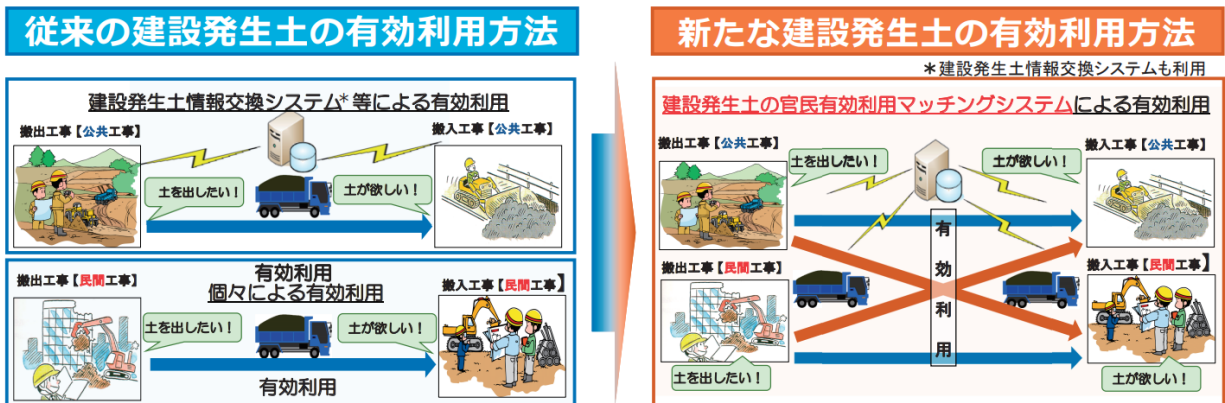 従来の建設発生土の有効利用方法
建設発生土情報交換システム*等による有効利用
搬出工事【公共工事】
搬入工事【公共工事】
土を出したい！
土が欲しい！
有効利用
個々による有効利用
搬出工事【民間工事】
搬入工事【民間工事】
土を出したい！
土が欲しい！
有効利用
新たな建設発生土の有効利用方法
＊建設発生土情報交換システムも利用
建設発生土の官民有効利用マッチングシステムによる有効利用
搬出工事【公共工事】
搬入工事【公共工事】
土を出したい！
土が欲しい！
有効利用
搬出工事【民間工事】
搬入工事【民間工事】
土を出したい！
土が欲しい！